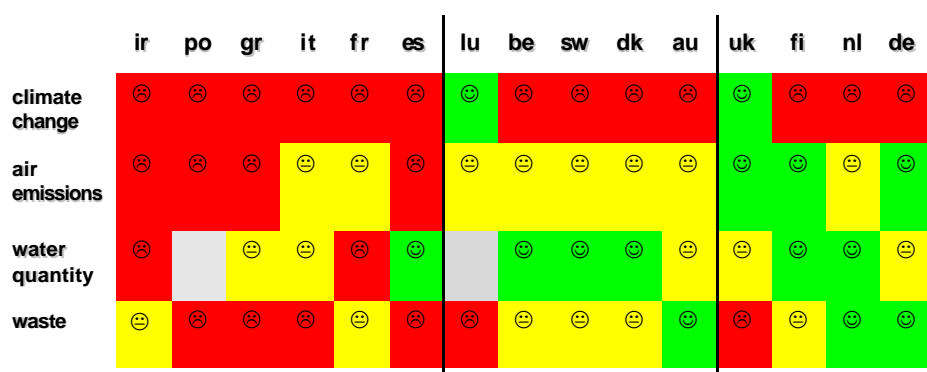 ir po gr it fr es lu be sw dk au uk fi nl de
climate
change
air
emissions
water
quantity
waste